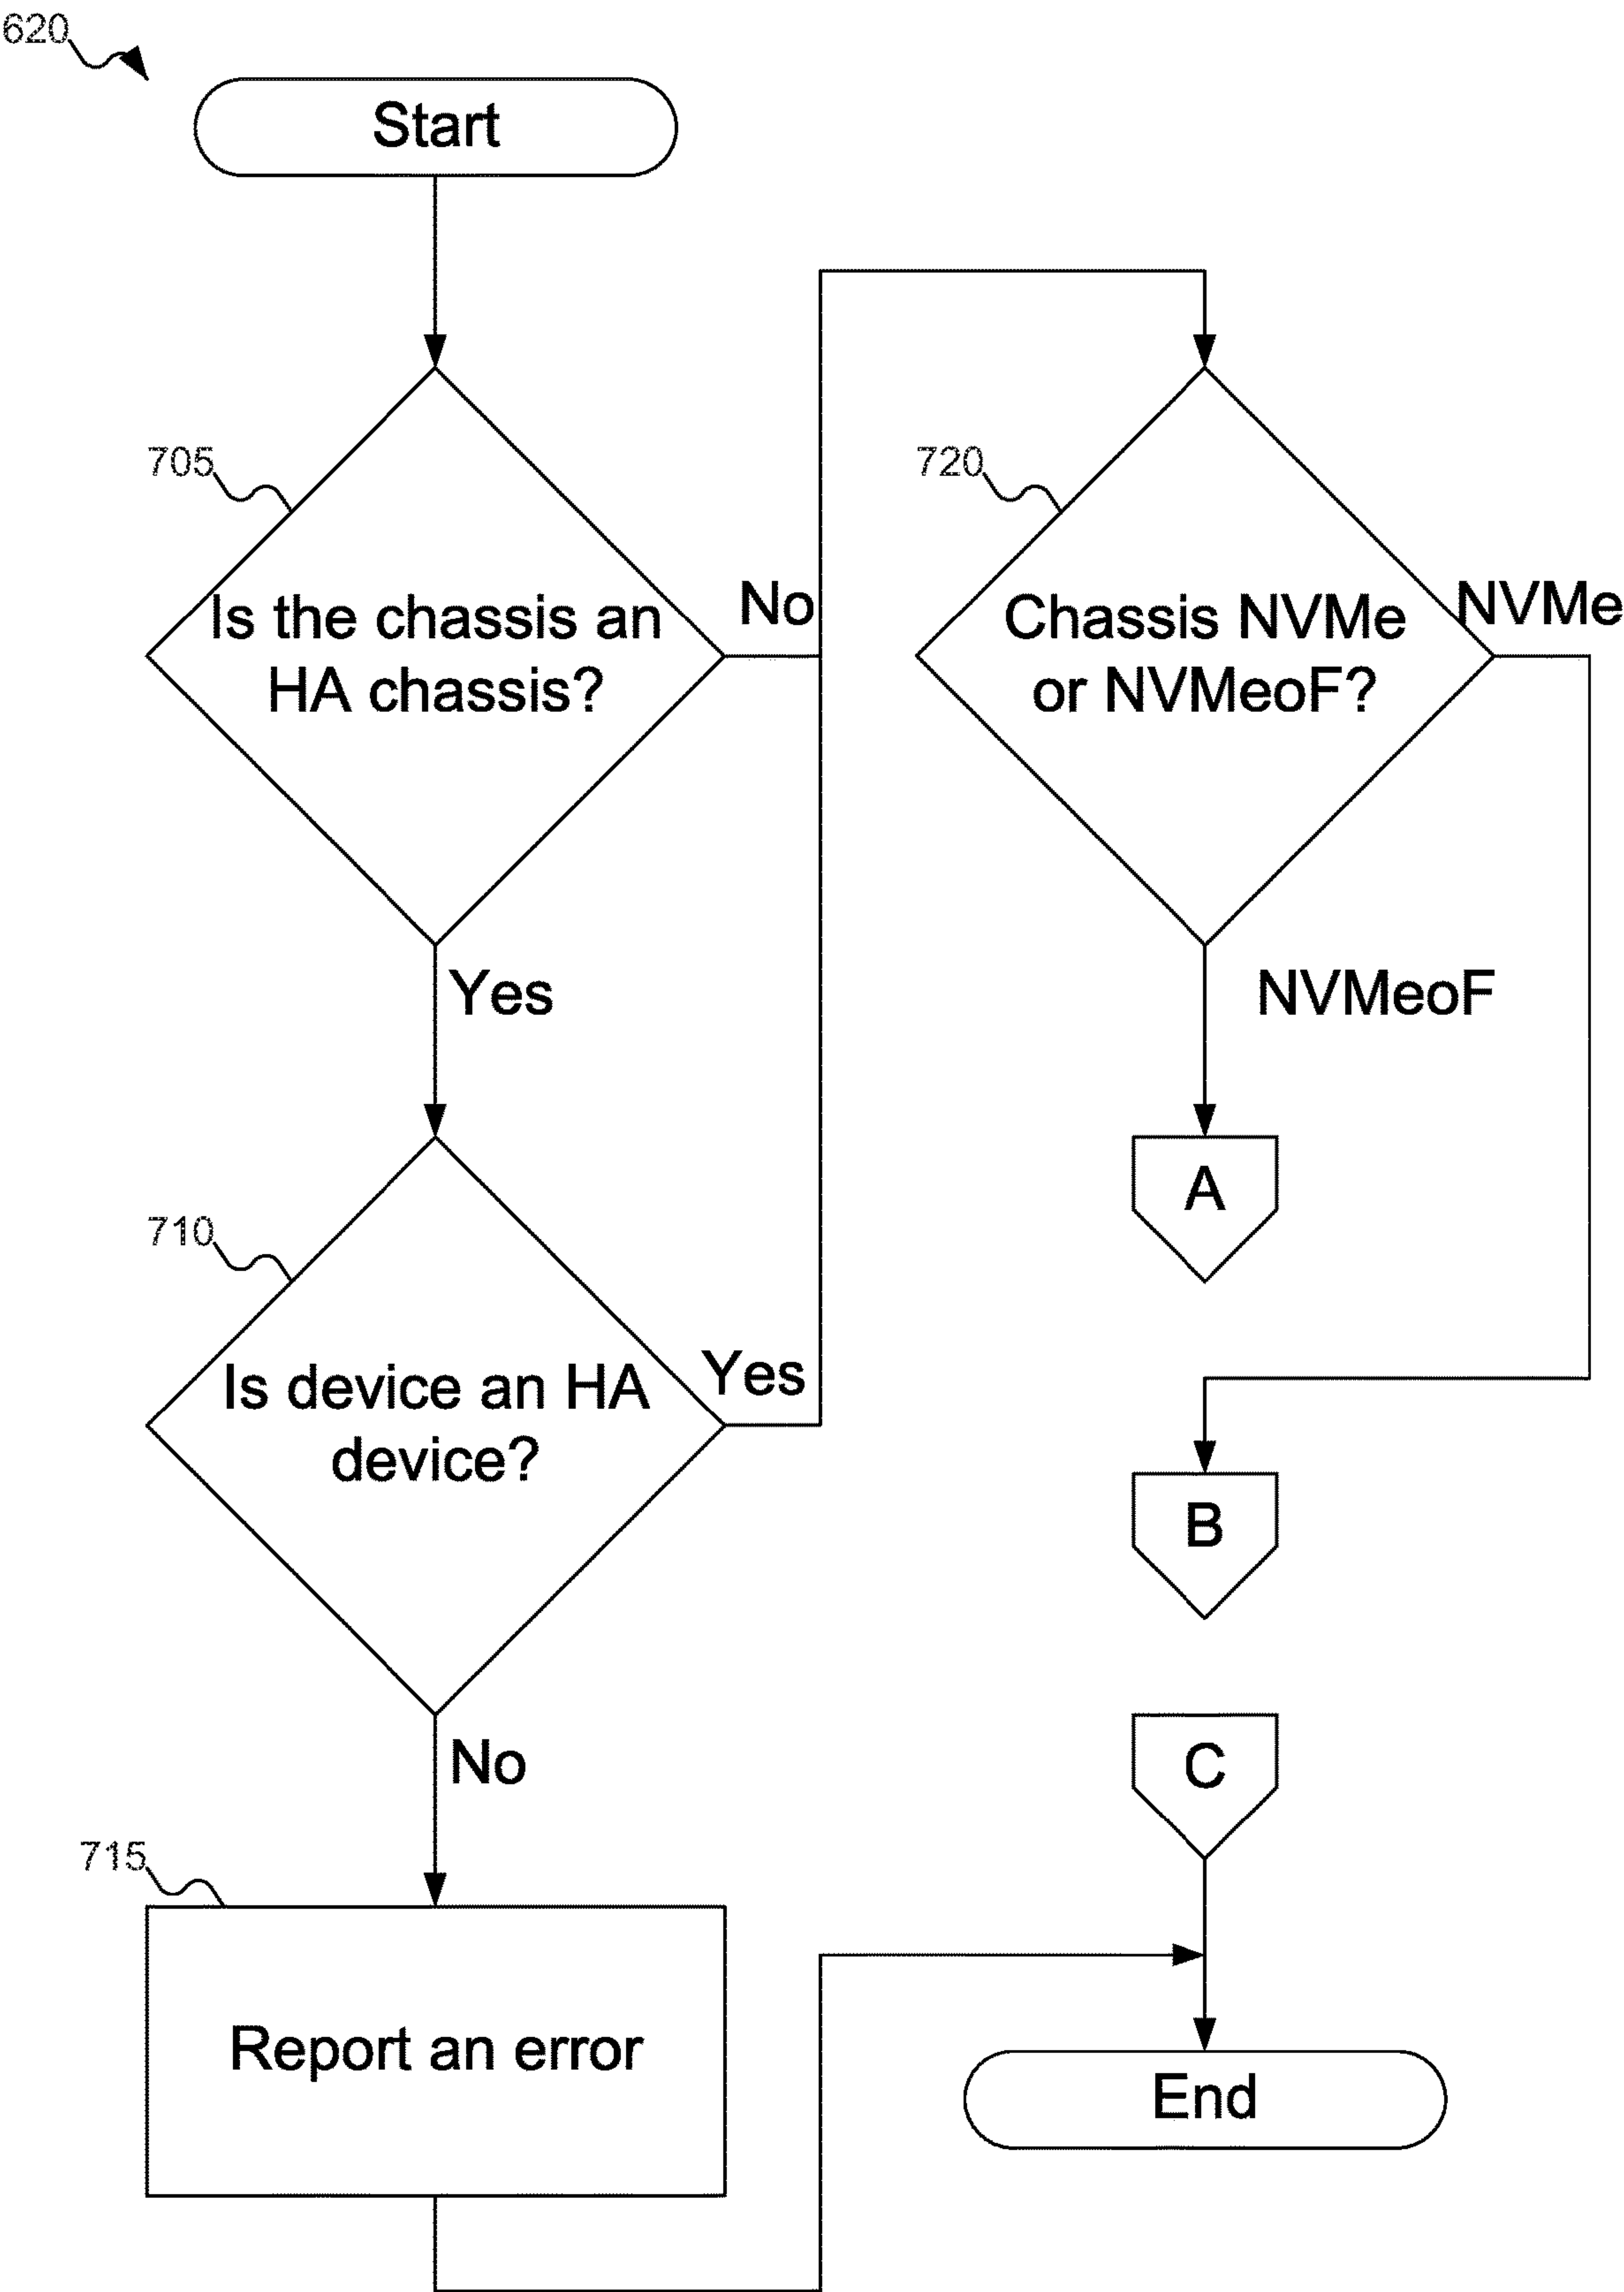 620
Start
705
Is the chassis an
HA chassis?
No
Yes
710
Is device an HA
device?
Yes
No
715
Report an error
720
Chassis NVMe
or NVMeoF?
NVMe
NVMeoF
A
B
C
End